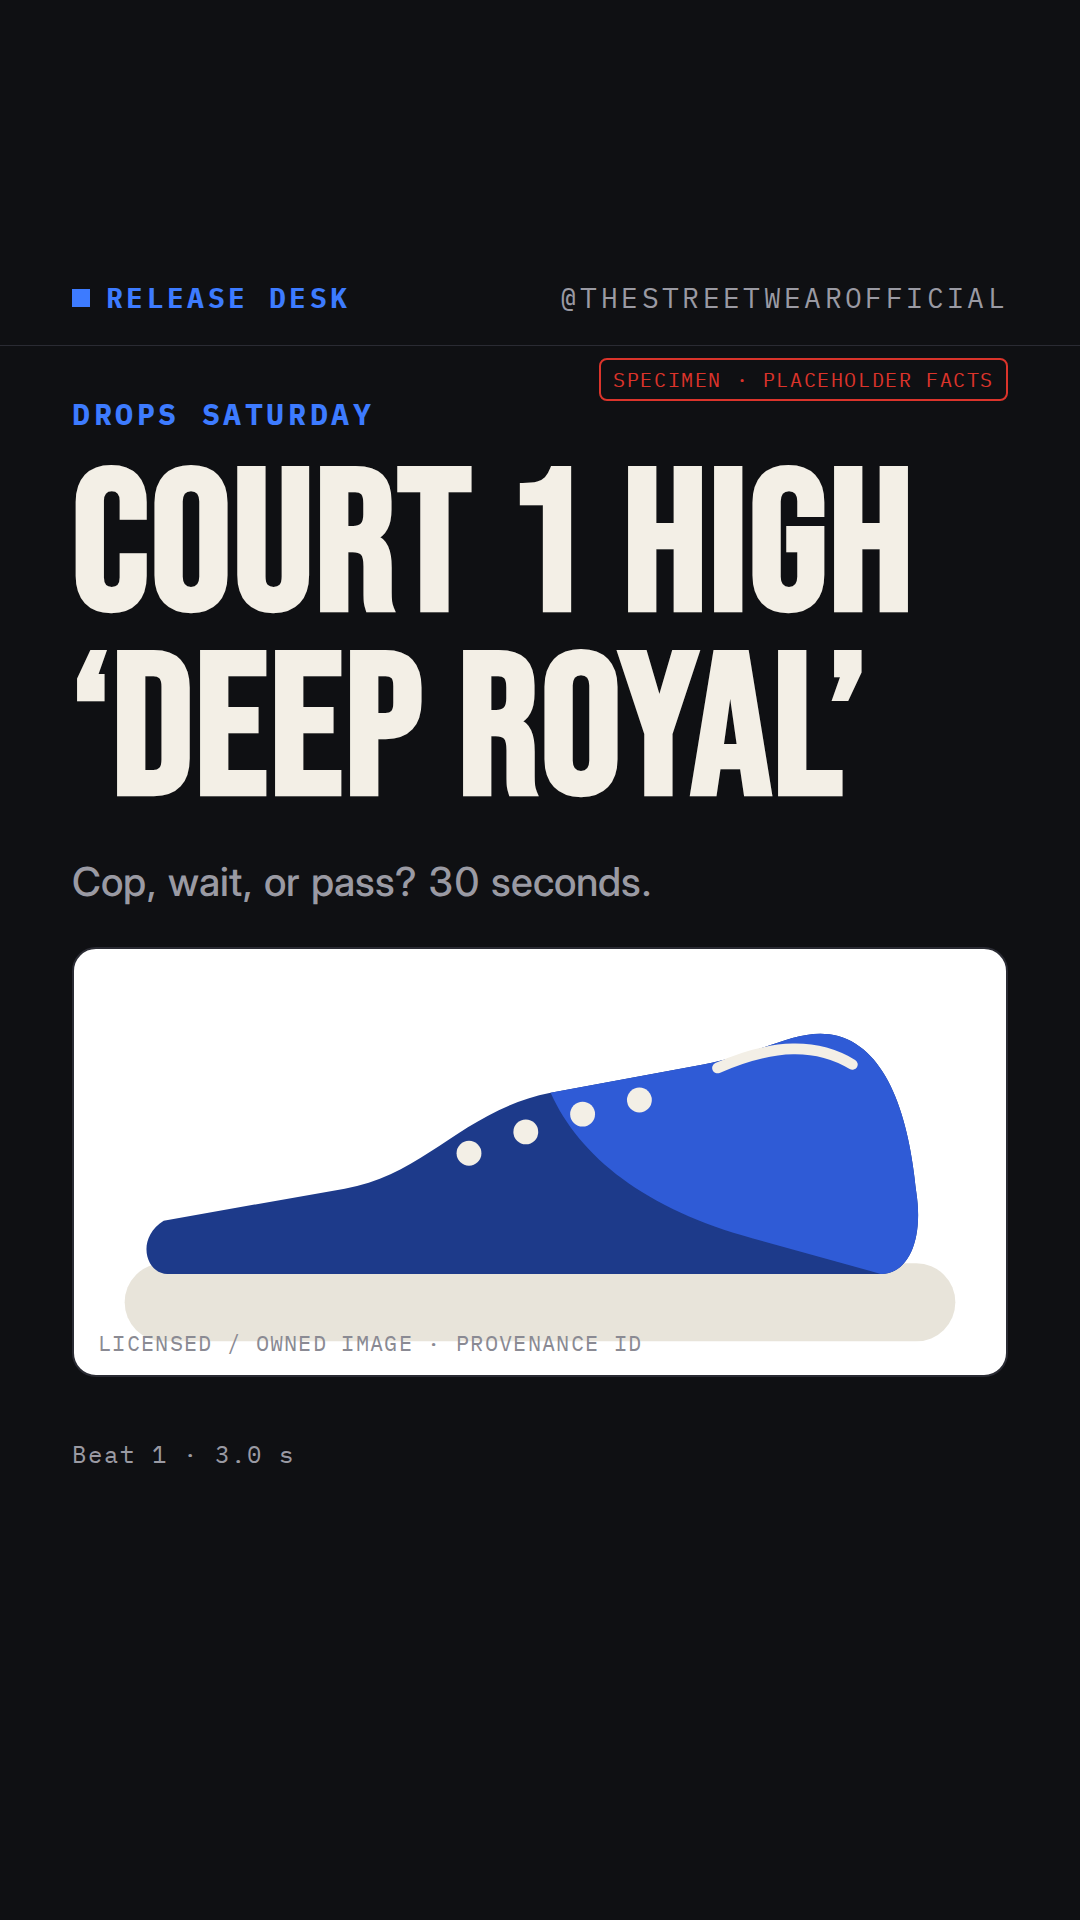 RELEASE DESK
@THESTREETWEAROFFICIAL
SPECIMEN · PLACEHOLDER FACTS
DROPS SATURDAY
COURT 1 HIGH
‘DEEP ROYAL’
Cop, wait, or pass? 30 seconds.
LICENSED / OWNED IMAGE · PROVENANCE ID
Beat 1 · 3.0 s